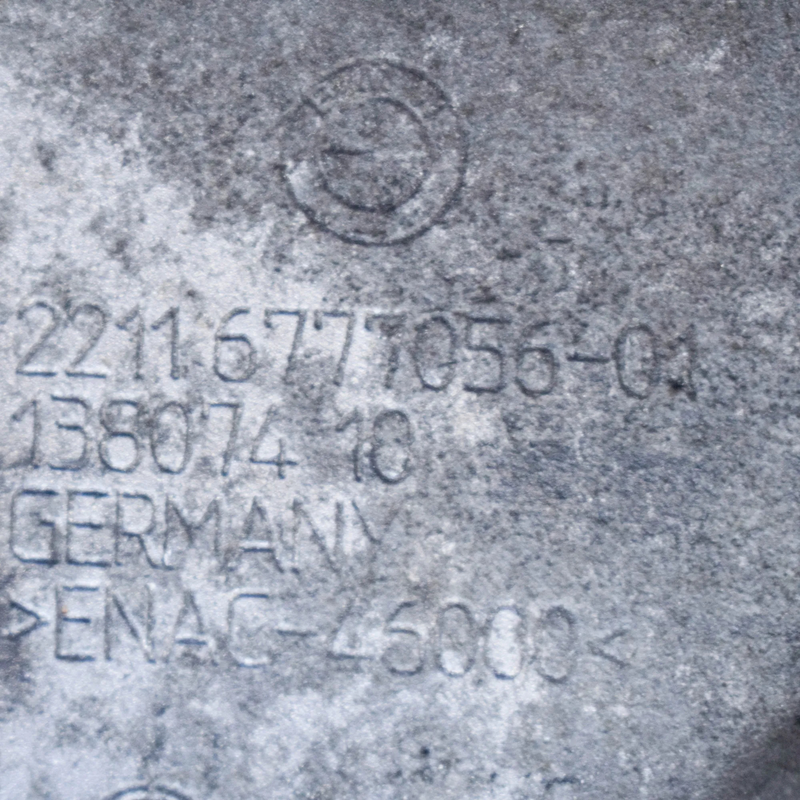 2211 6777056-01
138074 18
GERMANY
>ENAC-46000<